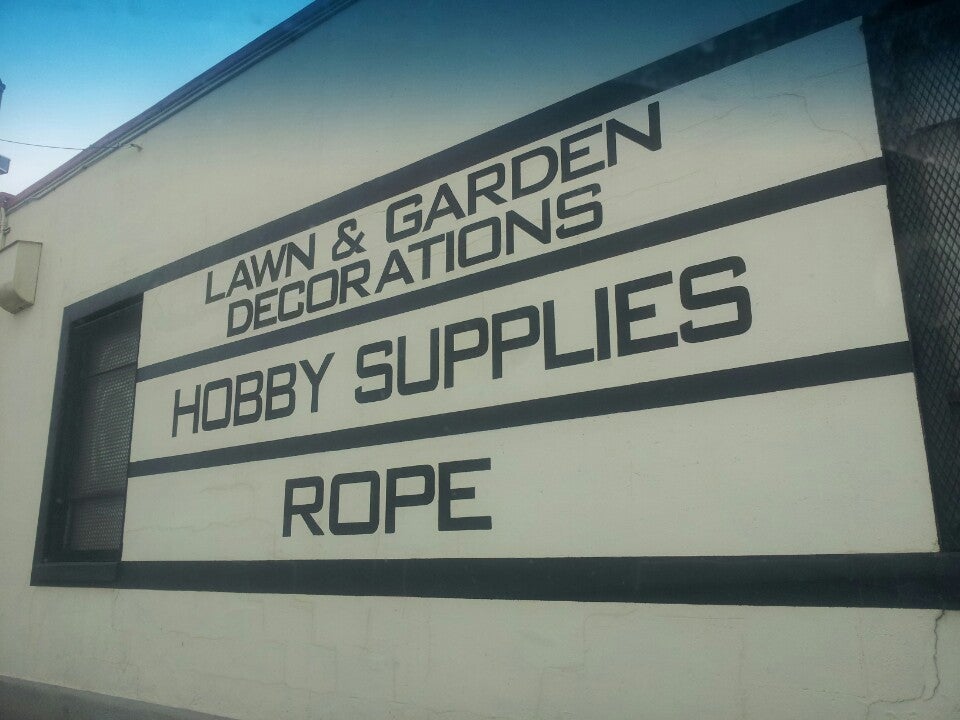 LAWN & GARDEN
DECORATIONS
HOBBY SUPPLIES
ROPE